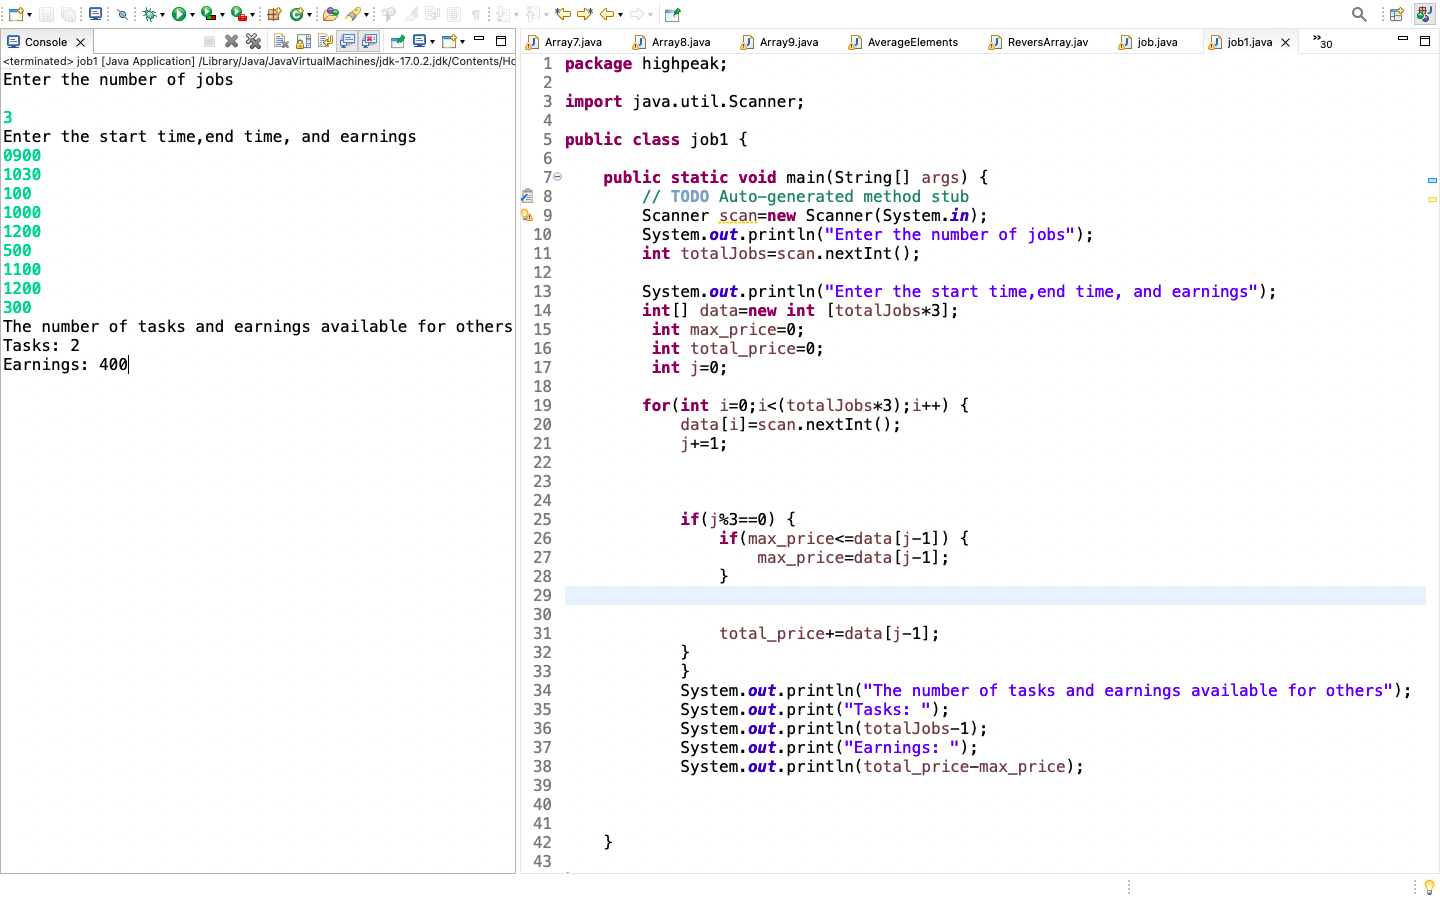 Console
<terminated> job1 [Java Application] /Library/Java/JavaVirtualMachines/jdk-17.0.2.jdk/Contents/Ho
Enter the number of jobs
3
Enter the start time,end time, and earnings
0900
1030
100
1000
1200
500
1100
1200
300
The number of tasks and earnings available for others
Tasks: 2
Earnings: 400
Array7.java Array8.java Array9.java AverageElements ReversArray.jav job.java job1.java »30
1 package highpeak;
2
3 import java.util.Scanner;
4
5 public class job1 {
6
7     public static void main(String[] args) {
8         // TODO Auto-generated method stub
9         Scanner scan=new Scanner(System.in);
10         System.out.println("Enter the number of jobs");
11         int totalJobs=scan.nextInt();
12
13         System.out.println("Enter the start time,end time, and earnings");
14         int[] data=new int [totalJobs*3];
15          int max_price=0;
16          int total_price=0;
17          int j=0;
18
19         for(int i=0;i<(totalJobs*3);i++) {
20             data[i]=scan.nextInt();
21             j+=1;
22
23
24
25             if(j%3==0) {
26                 if(max_price<=data[j-1]) {
27                     max_price=data[j-1];
28                 }
29
30
31                 total_price+=data[j-1];
32             }
33             }
34             System.out.println("The number of tasks and earnings available for others");
35             System.out.print("Tasks: ");
36             System.out.println(totalJobs-1);
37             System.out.print("Earnings: ");
38             System.out.println(total_price-max_price);
39
40
41
42     }
43